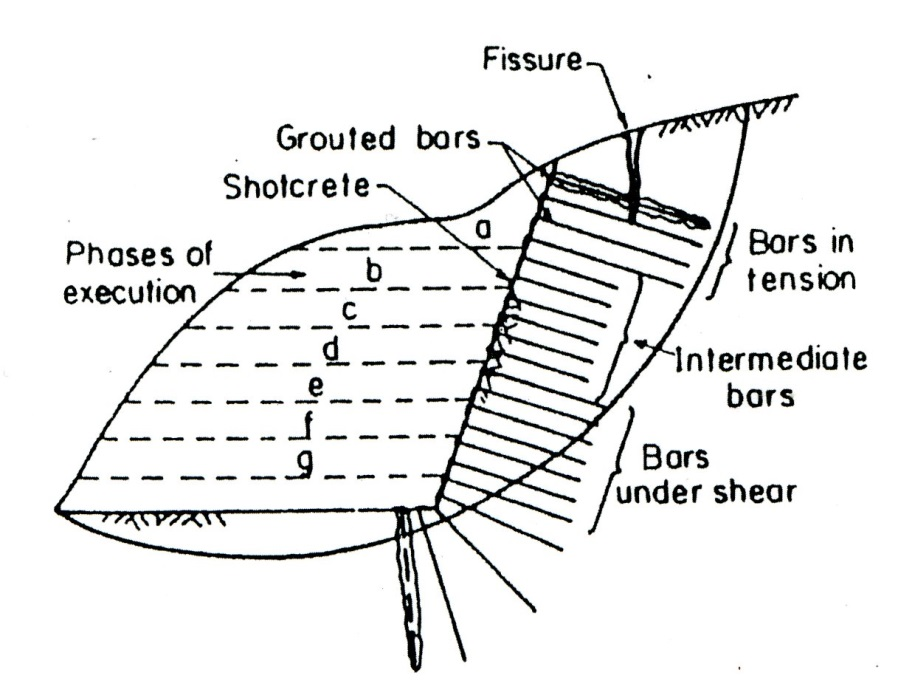 Fissure
Grouted bars
Shotcrete
Phases of
execution
a
b
c
d
e
f
g
Bars in
tension
Intermediate
bars
Bars
under shear